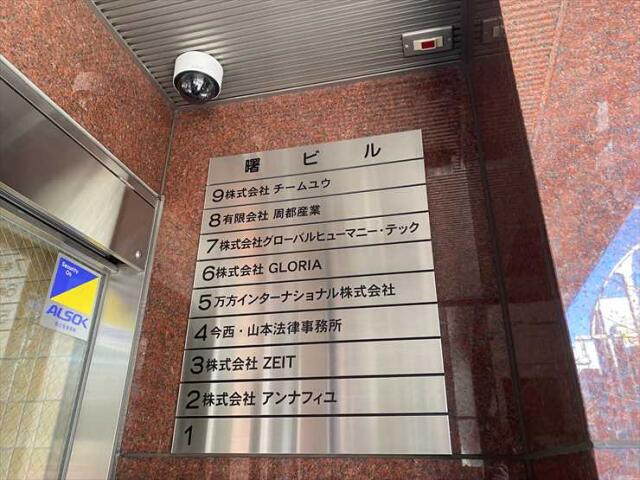 曙ビル
9株式会社 チームユウ
8有限会社 周都産業
7株式会社グローバルヒューマニー・テック
6株式会社 GLORIA
5万方インターナショナル株式会社
4今西・山本法律事務所
3株式会社 ZEIT
2株式会社 アンナフィユ
1
Security
On
ALSOK